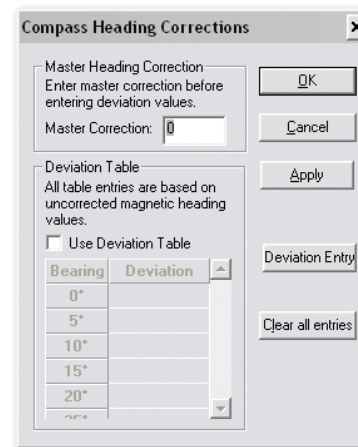 Compass Heading Corrections
Master Heading Correction
Enter master correction before
entering deviation values.
Master Correction: 0
OK
Cancel
Apply
Deviation Table
All table entries are based on
uncorrected magnetic heading
values.
Use Deviation Table
Bearing Deviation
0°
5°
10°
15°
20°
25°
Deviation Entry
Clear all entries